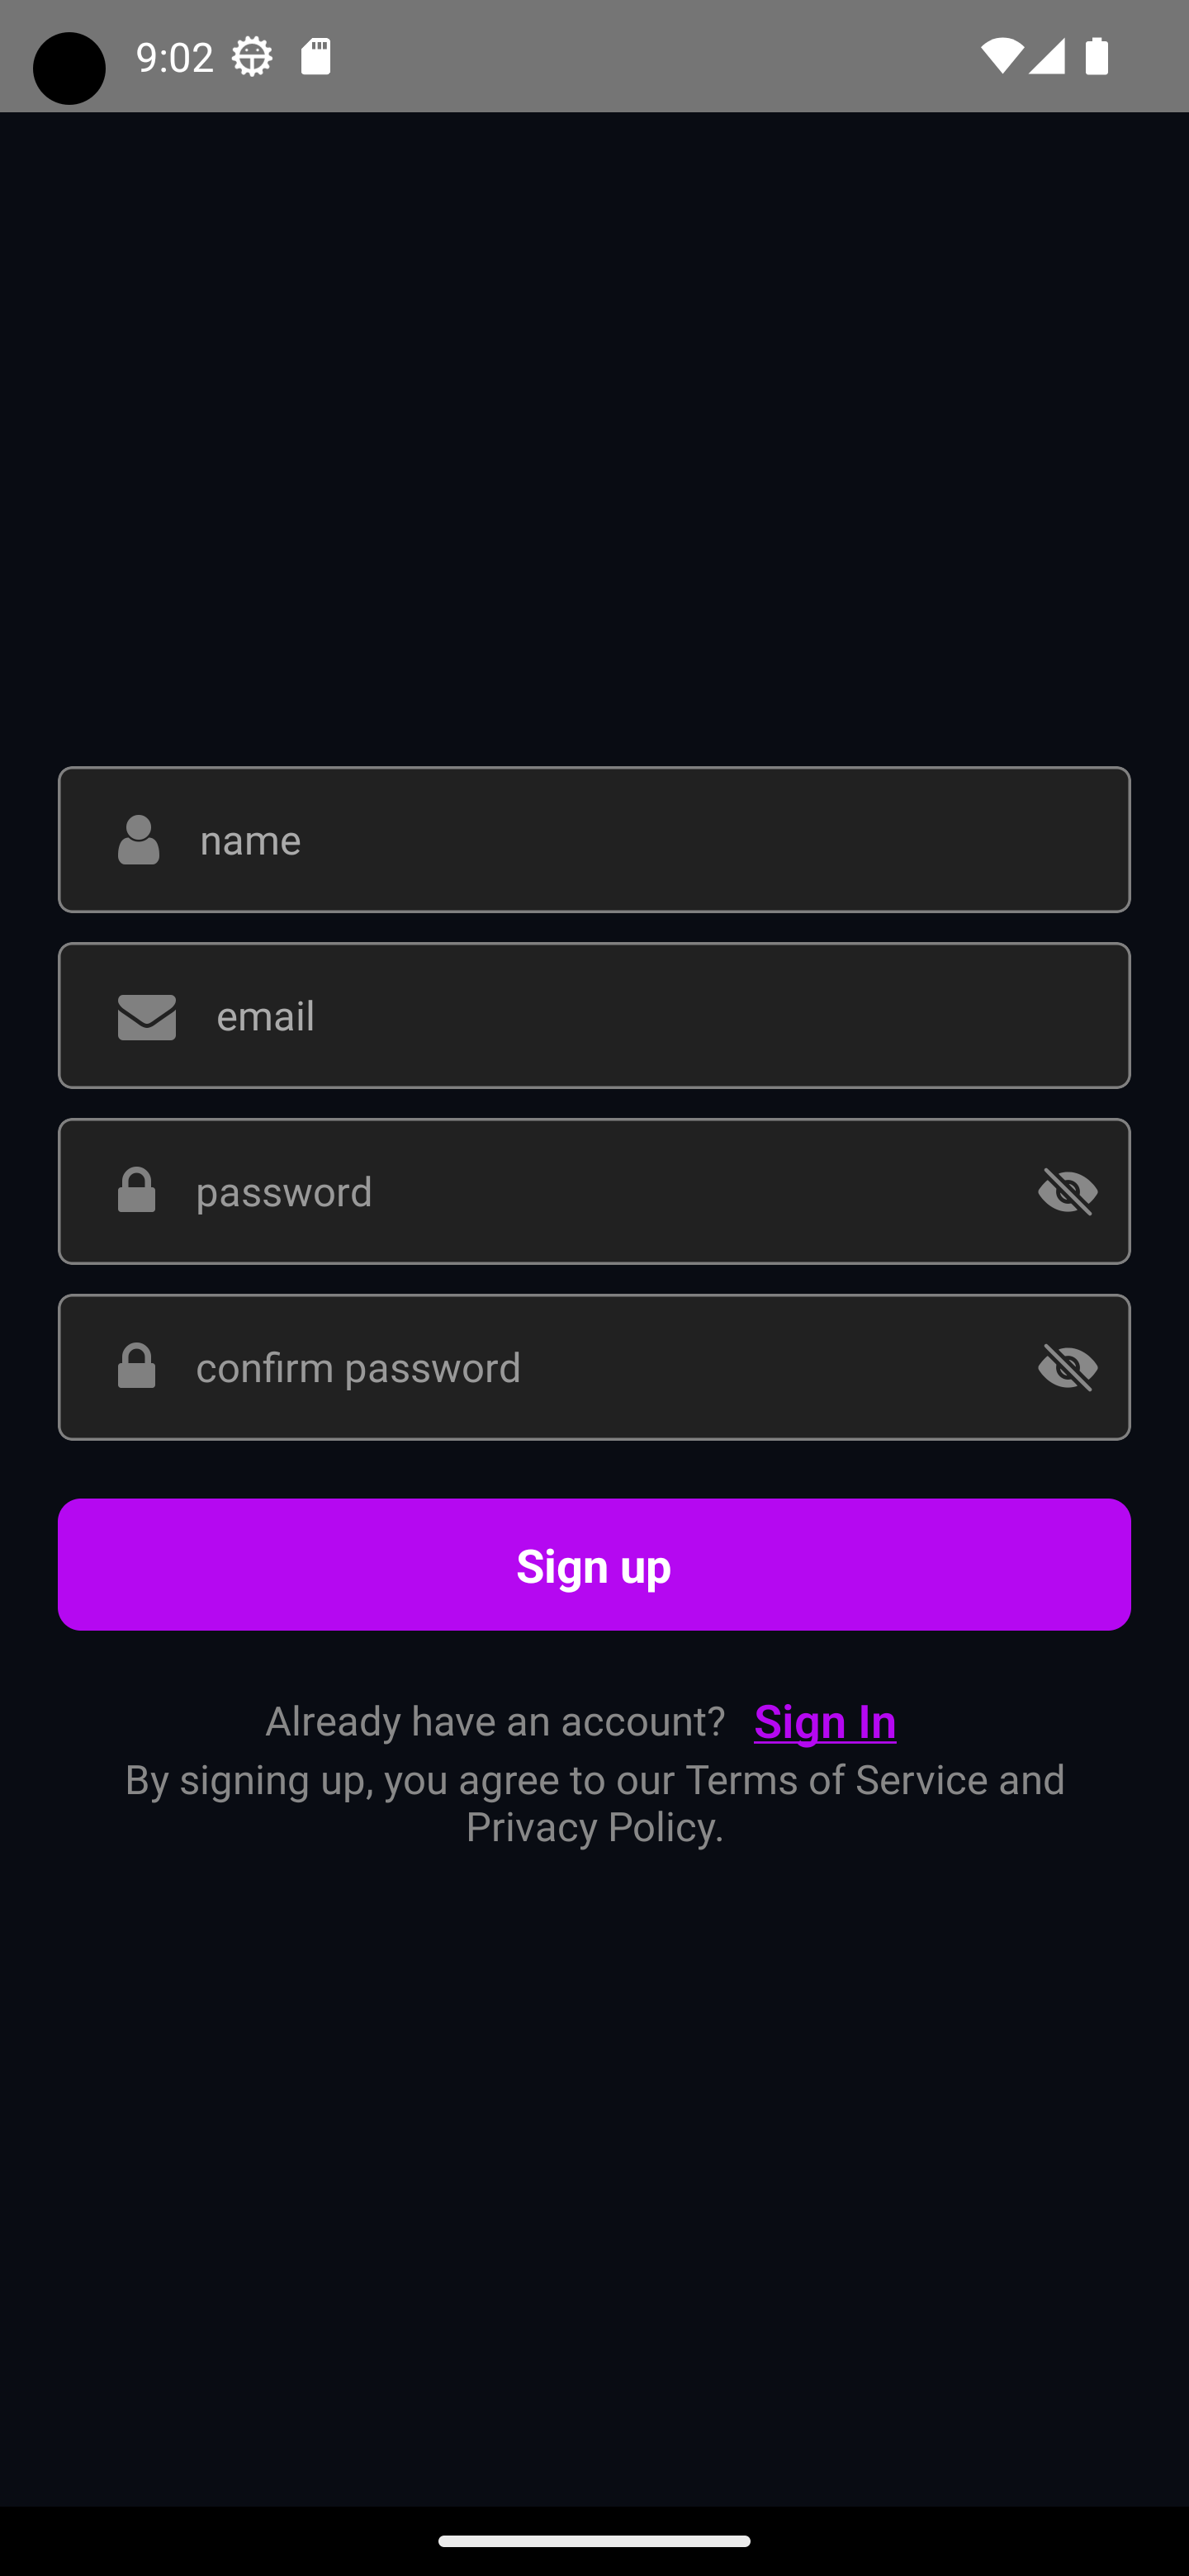 9:02
name
email
password
confirm password
Sign up
Already have an account? Sign In
By signing up, you agree to our Terms of Service and
Privacy Policy.